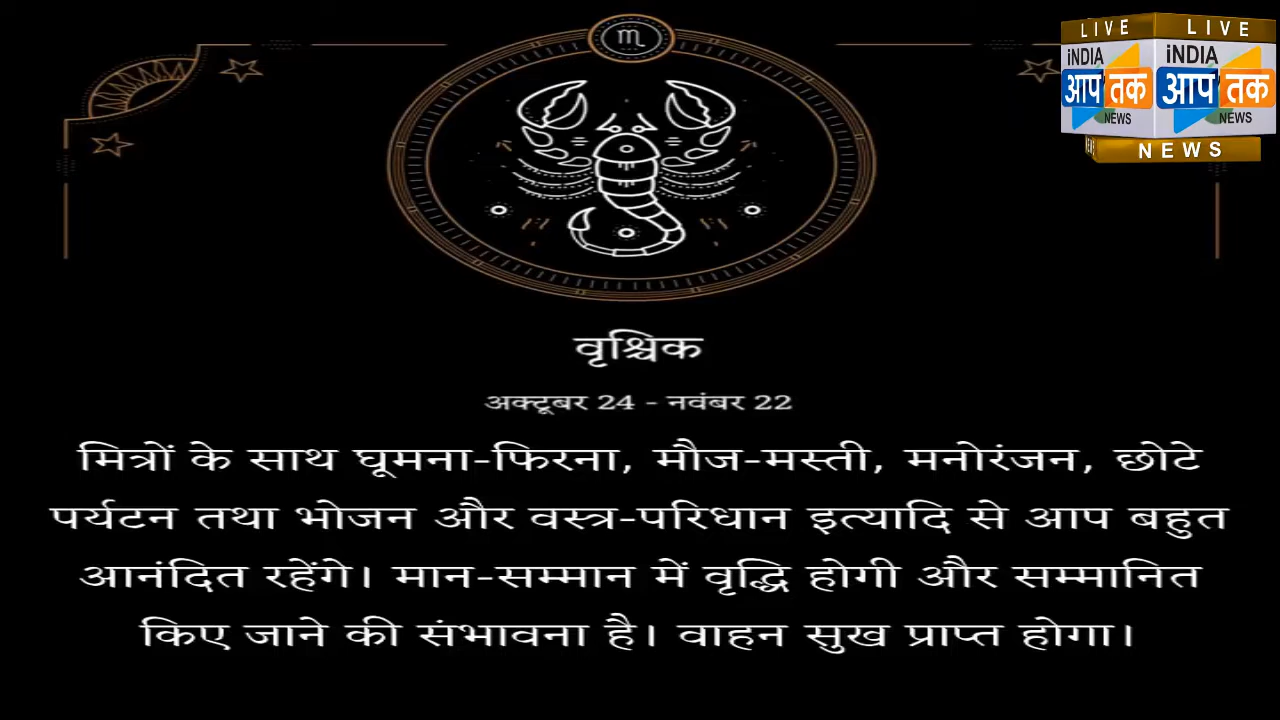 LIVE LIVE
iNDIA iNDIA
आप तक आप तक
NEWS NEWS
NEWS
♏
वृश्चिक
अक्टूबर 24 - नवंबर 22
मित्रों के साथ घूमना-फिरना, मौज-मस्ती, मनोरंजन, छोटे
पर्यटन तथा भोजन और वस्त्र-परिधान इत्यादि से आप बहुत
आनंदित रहेंगे। मान-सम्मान में वृद्धि होगी और सम्मानित
किए जाने की संभावना है। वाहन सुख प्राप्त होगा।